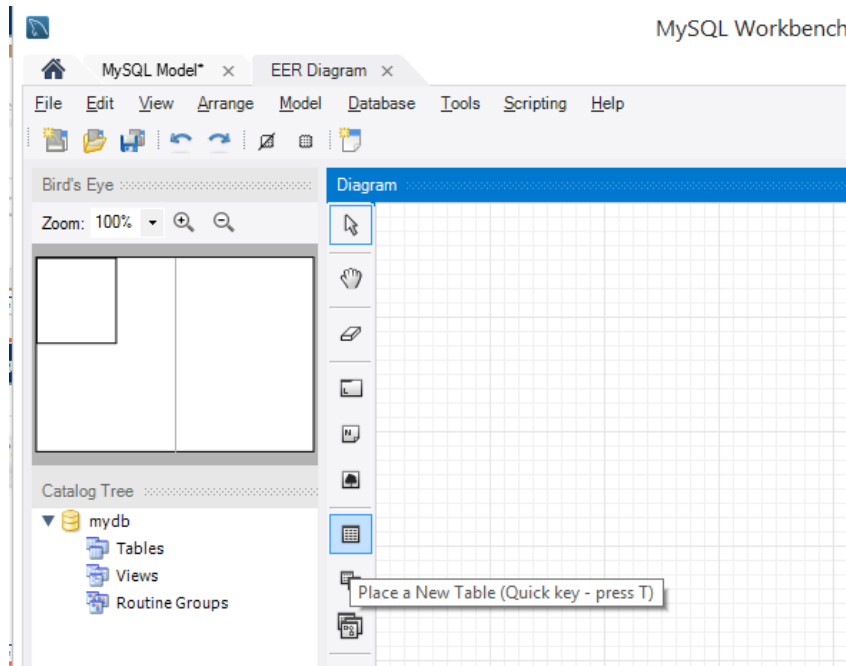 MySQL Workbench
MySQL Model* × EER Diagram ×
File Edit View Arrange Model Database Tools Scripting Help
Bird's Eye
Diagram
Zoom: 100%
Catalog Tree
mydb
Tables
Views
Routine Groups
Place a New Table (Quick key - press T)